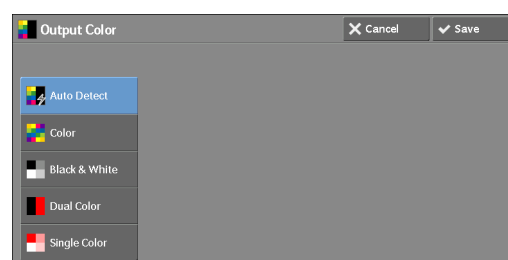 Output Color
Cancel
Save
Auto Detect
Color
Black & White
Dual Color
Single Color